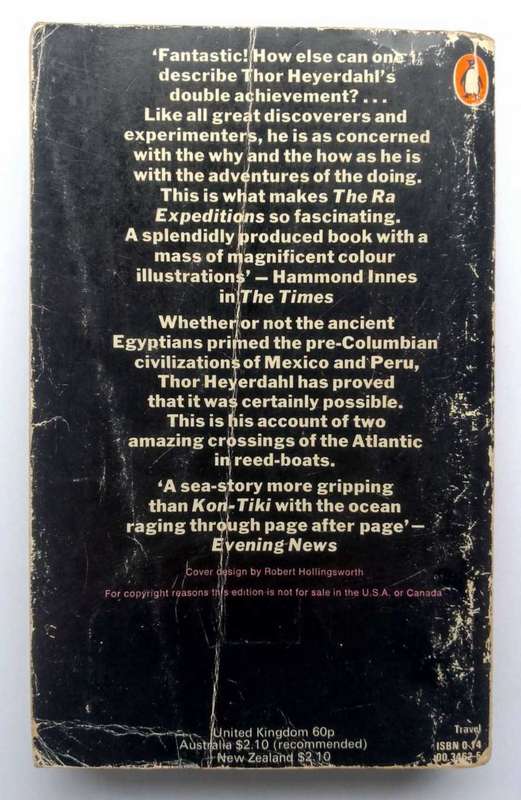 ‘Fantastic! How else can one
describe Thor Heyerdahl’s
double achievement? . . .
Like all great discoverers and
experimenters, he is as concerned
with the why and the how as he is
with the adventures of the doing.
This is what makes The Ra
Expeditions so fascinating.
A splendidly produced book with a
mass of magnificent colour
illustrations’ – Hammond Innes
in The Times
Whether or not the ancient
Egyptians primed the pre-Columbian
civilizations of Mexico and Peru,
Thor Heyerdahl has proved
that it was certainly possible.
This is his account of two
amazing crossings of the Atlantic
in reed-boats.
‘A sea-story more gripping
than Kon-Tiki with the ocean
raging through page after page’ –
Evening News
Cover design by Robert Hollingsworth
For copyright reasons this edition is not for sale in the U.S.A. or Canada
United Kingdom 60p
Australia $2.10 (recommended)
New Zealand $2.10
Travel
ISBN 0 14
00.3462 5